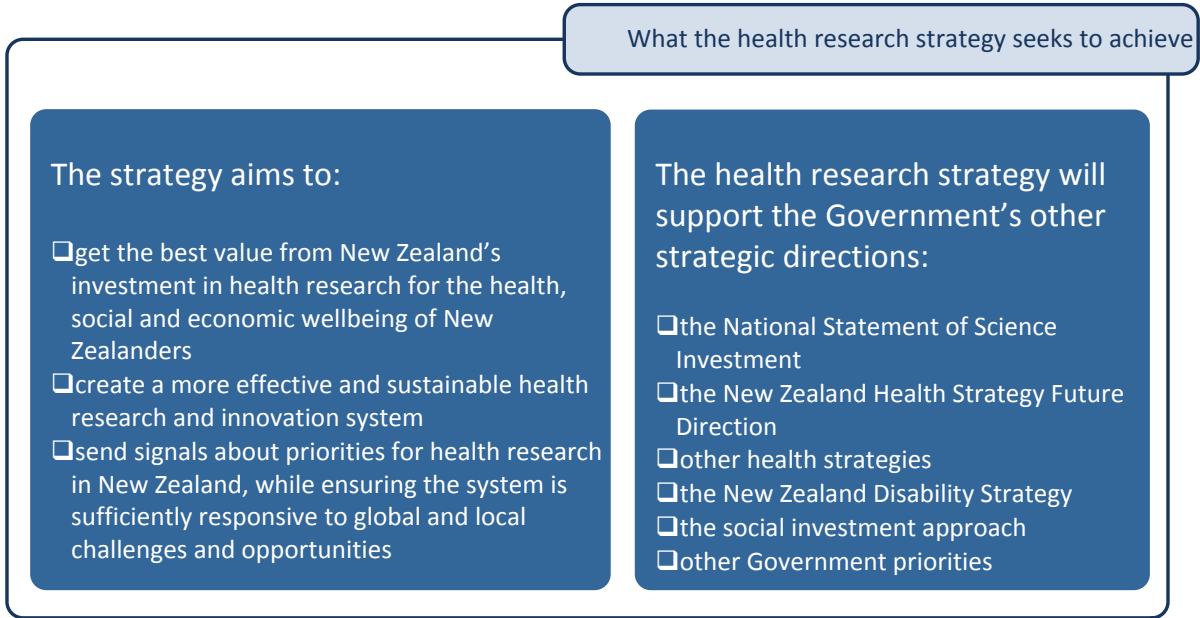 What the health research strategy seeks to achieve
The strategy aims to:
❑get the best value from New Zealand’s
investment in health research for the health,
social and economic wellbeing of New
Zealanders
❑create a more effective and sustainable health
research and innovation system
❑send signals about priorities for health research
in New Zealand, while ensuring the system is
sufficiently responsive to global and local
challenges and opportunities
The health research strategy will
support the Government’s other
strategic directions:
❑the National Statement of Science
Investment
❑the New Zealand Health Strategy Future
Direction
❑other health strategies
❑the New Zealand Disability Strategy
❑the social investment approach
❑other Government priorities